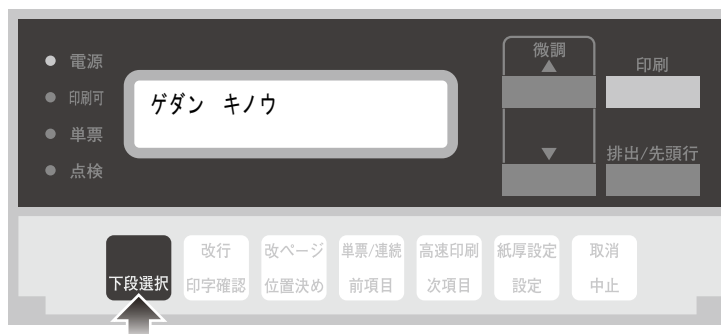 電源
印刷可
単票
点検
ゲダン キノウ
微調
▲
▼
印刷
排出/先頭行
下段選択
改行
印字確認
改ページ
位置決め
単票/連続
前項目
高速印刷
次項目
紙厚設定
設定
取消
中止